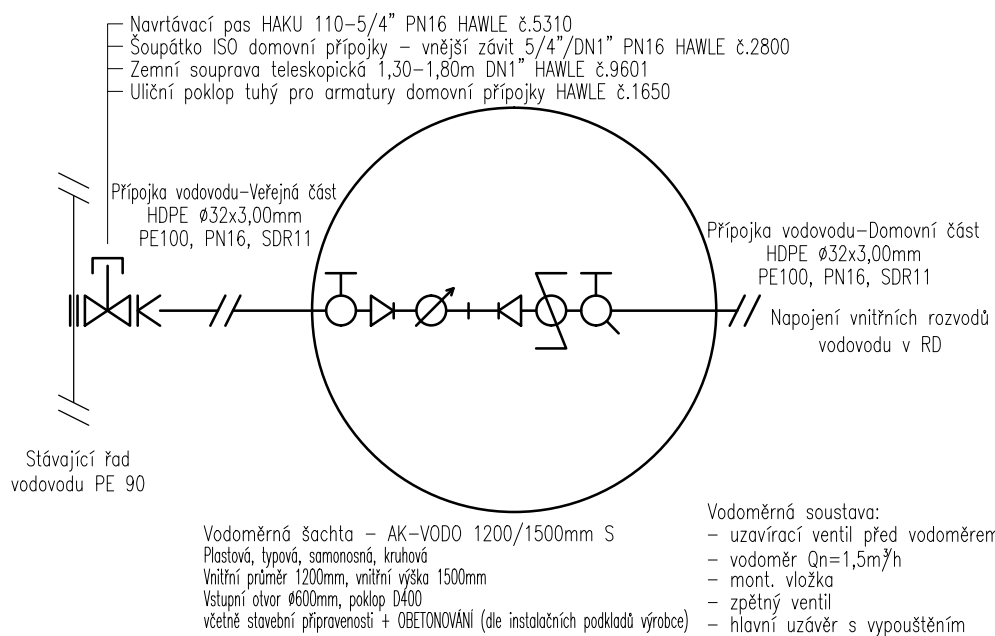 Navrtávací pas HAKU 110-5/4" PN16 HAWLE č.5310
Šoupátko ISO domovní přípojky – vnější závit 5/4"/DN1" PN16 HAWLE č.2800
Zemní souprava teleskopická 1,30-1,80m DN1" HAWLE č.9601
Uliční poklop tuhý pro armatury domovní přípojky HAWLE č.1650
Přípojka vodovodu-Veřejná část
HDPE ø32x3,00mm
PE100, PN16, SDR11
Přípojka vodovodu-Domovní část
HDPE ø32x3,00mm
PE100, PN16, SDR11
Napojení vnitřních rozvodů
vodovodu v RD
Stávající řad
vodovodu PE 90
Vodoměrná šachta – AK-VODO 1200/1500mm S
Plastová, typová, samonosná, kruhová
Vnitřní průměr 1200mm, vnitřní výška 1500mm
Vstupní otvor ø600mm, poklop D400
včetně stavební připravenosti + OBETONOVÁNÍ (dle instalačních podkladů výrobce)
Vodoměrná soustava:
– uzavírací ventil před vodoměrem
– vodoměr Qn=1,5m³/h
– mont. vložka
– zpětný ventil
– hlavní uzávěr s vypouštěním